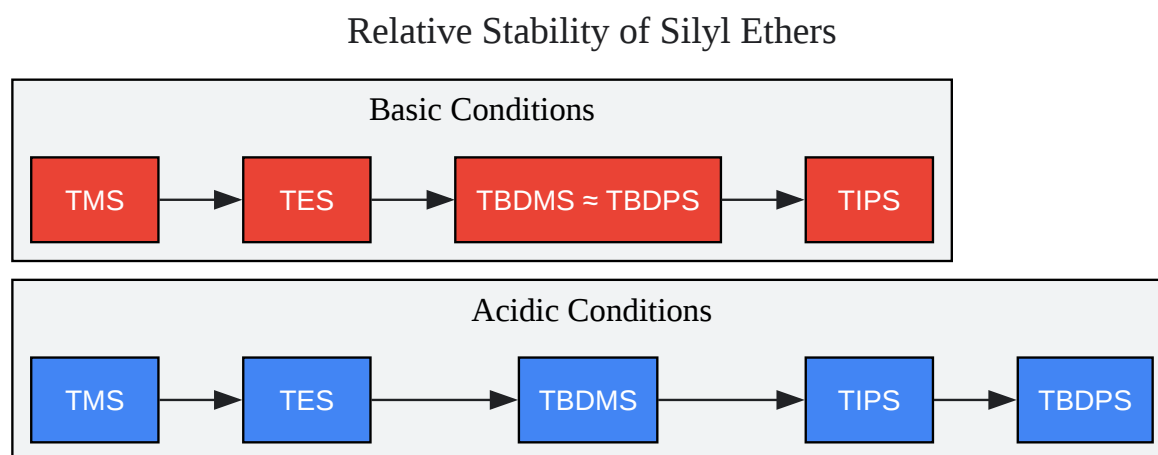 Relative Stability of Silyl Ethers
Basic Conditions
TMS TES TBDMS ≈ TBDPS TIPS
Acidic Conditions
TMS TES TBDMS TIPS TBDPS